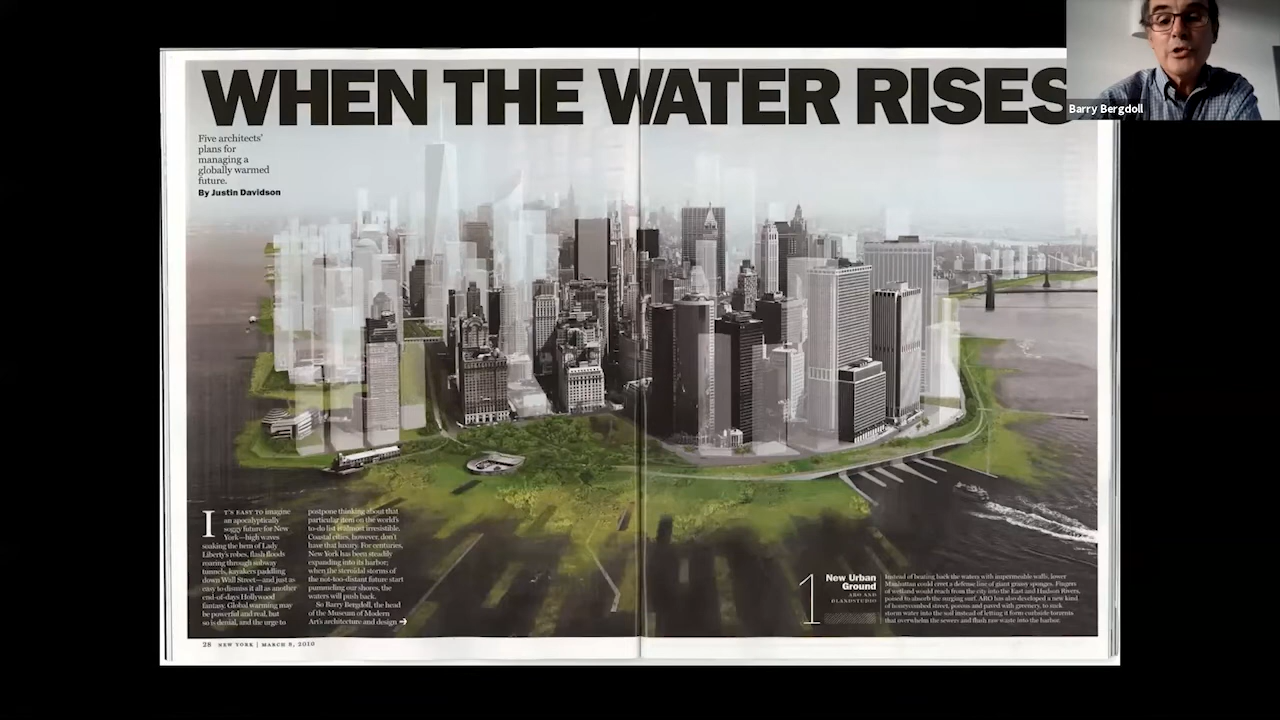 WHEN THE WATER RISES
Barry Bergdoll
Five architects'
plans for
managing a
globally warmed
future.
By Justin Davidson
IT'S EASY to imagine
an apocalyptically
soggy future for New
York—high waves
soaking the hem of Lady
Liberty's robes, flash floods
roaring through subway
tunnels, kayakers paddling
down Wall Street—and just as
easy to dismiss it all as another
end-of-days Hollywood
fantasy. Global warming may
be powerful and real, but
so is denial, and the urge to
postpone thinking about that
particular item on the world's
to-do list is almost irresistible.
Coastal cities, however, don't
have that luxury. For centuries,
New York has been steadily
expanding into its harbor;
when the steroidal storms of
the not-too-distant future start
pummeling our shores, the
waters will push back.
So Barry Bergdoll, the head
of the Museum of Modern
Art's architecture and design ➔
1
New Urban
Ground
ARO AND
DLANDSTUDIO
Instead of beating back the waters with impermeable walls, lower
Manhattan could erect a defense line of giant grassy sponges. Fingers
of wetland would reach from the city into the East and Hudson Rivers,
poised to absorb the surging surf. ARO has also developed a new kind
of honeycombed street, porous and paved with greenery, to suck
storm water into the soil instead of letting it form curbside torrents
that overwhelm the sewers and flush raw waste into the harbor.
28 NEW YORK | MARCH 8, 2010